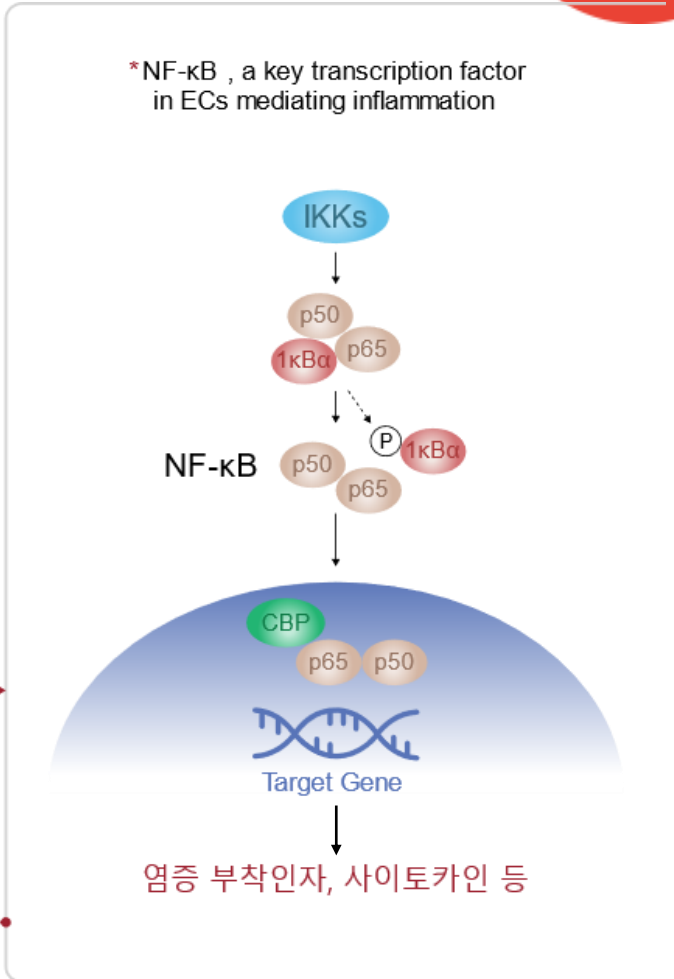 *NF-κB , a key transcription factor
in ECs mediating inflammation
IKKs
p50
1κBα
p65
P
1κBα
NF-κB
p50
p65
CBP
p65
p50
Target Gene
염증 부착인자, 사이토카인 등